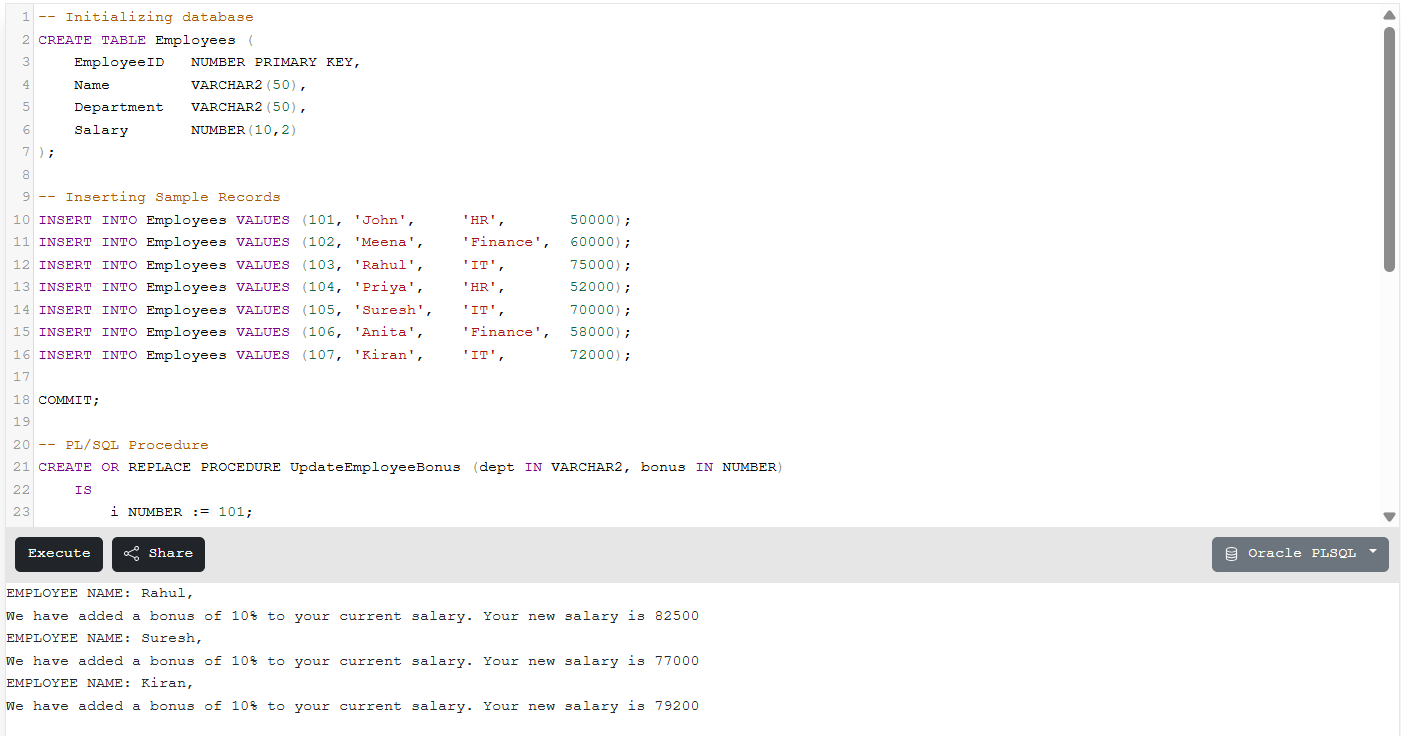 1 -- Initializing database
2 CREATE TABLE Employees (
3     EmployeeID   NUMBER PRIMARY KEY,
4     Name         VARCHAR2(50),
5     Department   VARCHAR2(50),
6     Salary       NUMBER(10,2)
7 );
8
9 -- Inserting Sample Records
10 INSERT INTO Employees VALUES (101, 'John',     'HR',       50000);
11 INSERT INTO Employees VALUES (102, 'Meena',    'Finance',  60000);
12 INSERT INTO Employees VALUES (103, 'Rahul',    'IT',       75000);
13 INSERT INTO Employees VALUES (104, 'Priya',    'HR',       52000);
14 INSERT INTO Employees VALUES (105, 'Suresh',   'IT',       70000);
15 INSERT INTO Employees VALUES (106, 'Anita',    'Finance',  58000);
16 INSERT INTO Employees VALUES (107, 'Kiran',    'IT',       72000);
17
18 COMMIT;
19
20 -- PL/SQL Procedure
21 CREATE OR REPLACE PROCEDURE UpdateEmployeeBonus (dept IN VARCHAR2, bonus IN NUMBER)
22     IS
23         i NUMBER := 101;
Execute Share Oracle PLSQL
EMPLOYEE NAME: Rahul,
We have added a bonus of 10% to your current salary. Your new salary is 82500
EMPLOYEE NAME: Suresh,
We have added a bonus of 10% to your current salary. Your new salary is 77000
EMPLOYEE NAME: Kiran,
We have added a bonus of 10% to your current salary. Your new salary is 79200